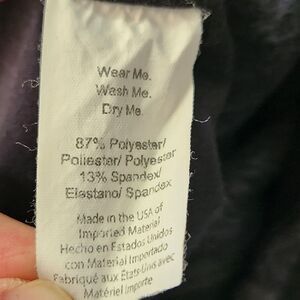 Wear Me.
Wash Me.
Dry Me.
87% Polyester/
Poliester/ Polyester
13% Spandex/
Elastano/ Spandex
Made in the USA of
Imported Material
Hecho en Estados Unidos
con Material Importado
Fabriqué aux États-Unis avec
Matériel Importe